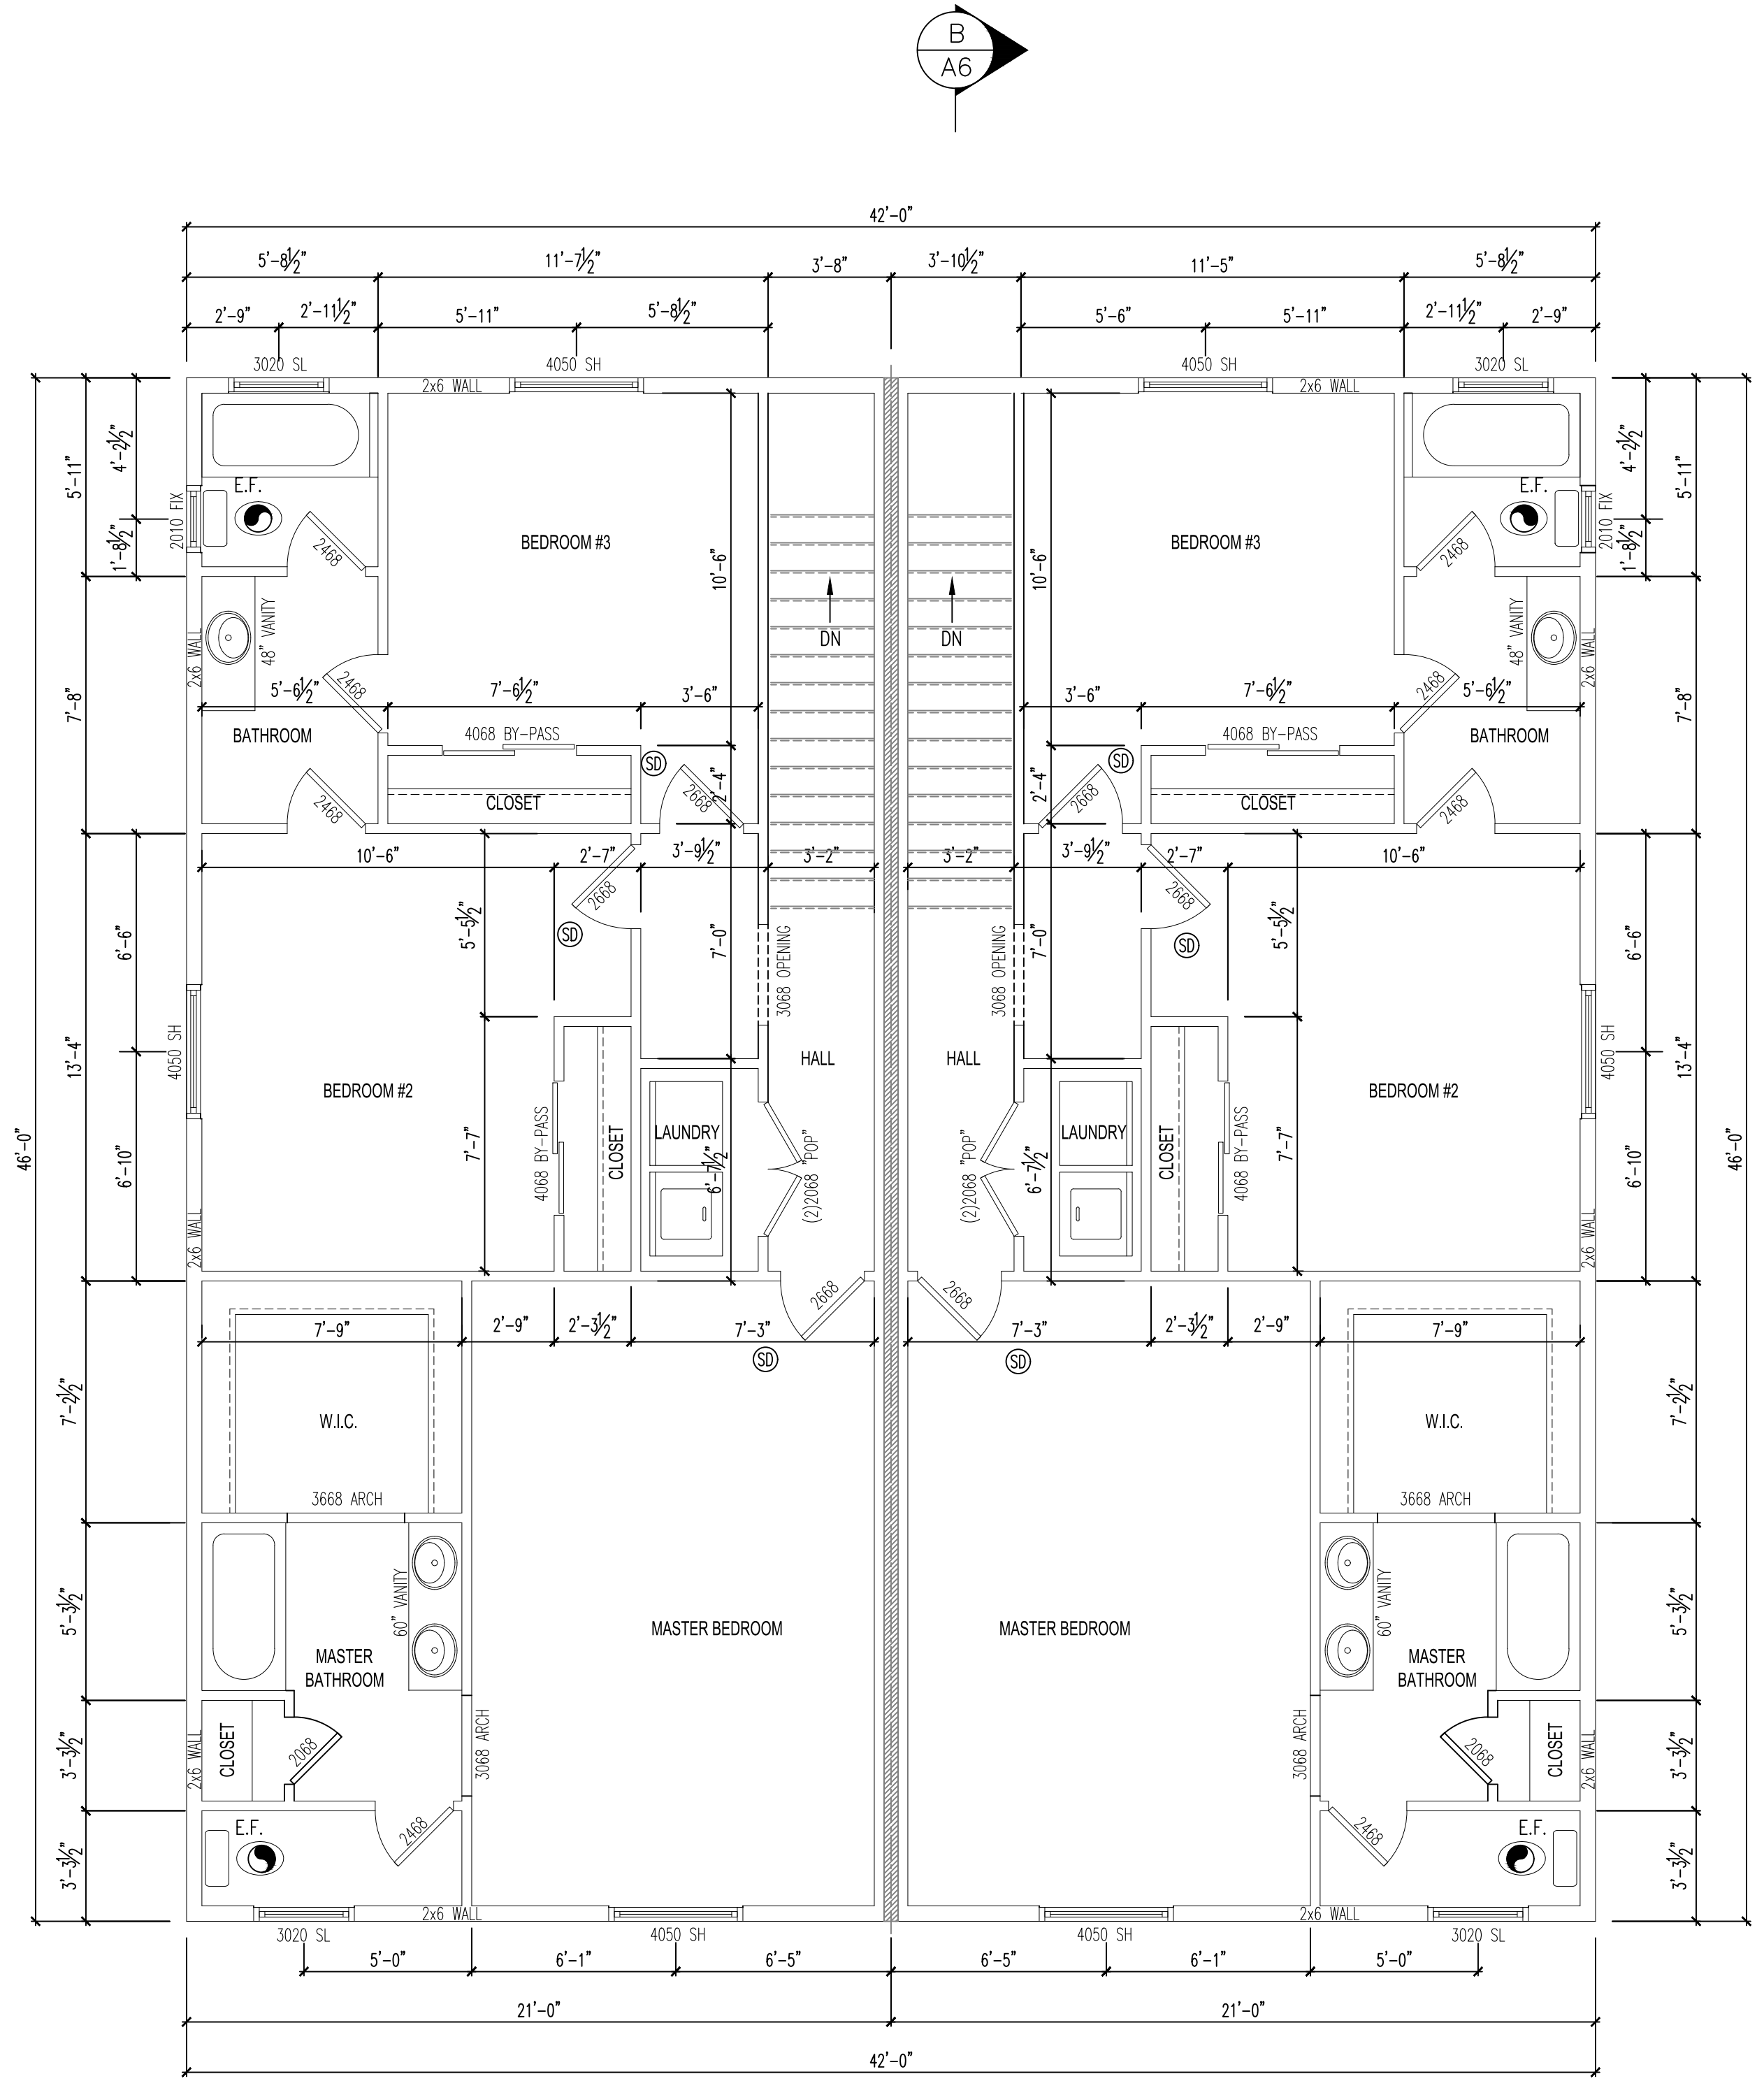 B
A6
42'-0"
5'-8½" 11'-7½" 3'-8" 3'-10½" 11'-5" 5'-8½"
2'-9" 2'-11½" 5'-11" 5'-8½" 5'-6" 5'-11" 2'-11½" 2'-9"
3020 SL 4050 SH 4050 SH 3020 SL
2x6 WALL 2x6 WALL
4'-2½" 4'-2½"
5'-11" 5'-11"
E.F. E.F.
2010 FIX 2010 FIX
1'-8½" 1'-8½"
2468 BEDROOM #3 BEDROOM #3 2468
10'-6" 10'-6"
DN DN
48" VANITY 48" VANITY
2x6 WALL 2x6 WALL
2468 2468
5'-6½" 7'-6½" 3'-6" 3'-6" 7'-6½" 5'-6½"
7'-8" 7'-8"
BATHROOM 4068 BY-PASS 4068 BY-PASS BATHROOM
SD SD
2'-4" 2'-4"
2468 CLOSET 2668 2668 CLOSET 2468
10'-6" 2'-7" 3'-9½" 3'-2" 3'-2" 3'-9½" 2'-7" 10'-6"
2668 2668
5'-5½" 5'-5½"
SD SD
6'-6" 7'-0" 7'-0" 6'-6"
3068 OPENING 3068 OPENING
4050 SH 4050 SH
13'-4" HALL HALL 13'-4"
BEDROOM #2 BEDROOM #2
LAUNDRY LAUNDRY
46'-0" 46'-0"
4068 BY-PASS 4068 BY-PASS
7'-7" 7'-7"
CLOSET CLOSET
6'-7½" 6'-7½"
(2)2068 "POP" (2)2068 "POP"
6'-10" 6'-10"
2x6 WALL 2x6 WALL
2668 2668
7'-9" 2'-9" 2'-3½" 7'-3" 7'-3" 2'-3½" 2'-9" 7'-9"
SD SD
7'-2½" 7'-2½"
W.I.C. W.I.C.
3668 ARCH 3668 ARCH
60" VANITY 60" VANITY
5'-3½" 5'-3½"
MASTER BEDROOM MASTER BEDROOM
MASTER MASTER
BATHROOM BATHROOM
3068 ARCH 3068 ARCH
CLOSET 2068 2068 CLOSET
2x6 WALL 2x6 WALL
3'-3½" 3'-3½"
E.F. 2468 2468 E.F.
3'-3½" 3'-3½"
2x6 WALL 2x6 WALL
3020 SL 4050 SH 4050 SH 3020 SL
5'-0" 6'-1" 6'-5" 6'-5" 6'-1" 5'-0"
21'-0" 21'-0"
42'-0"